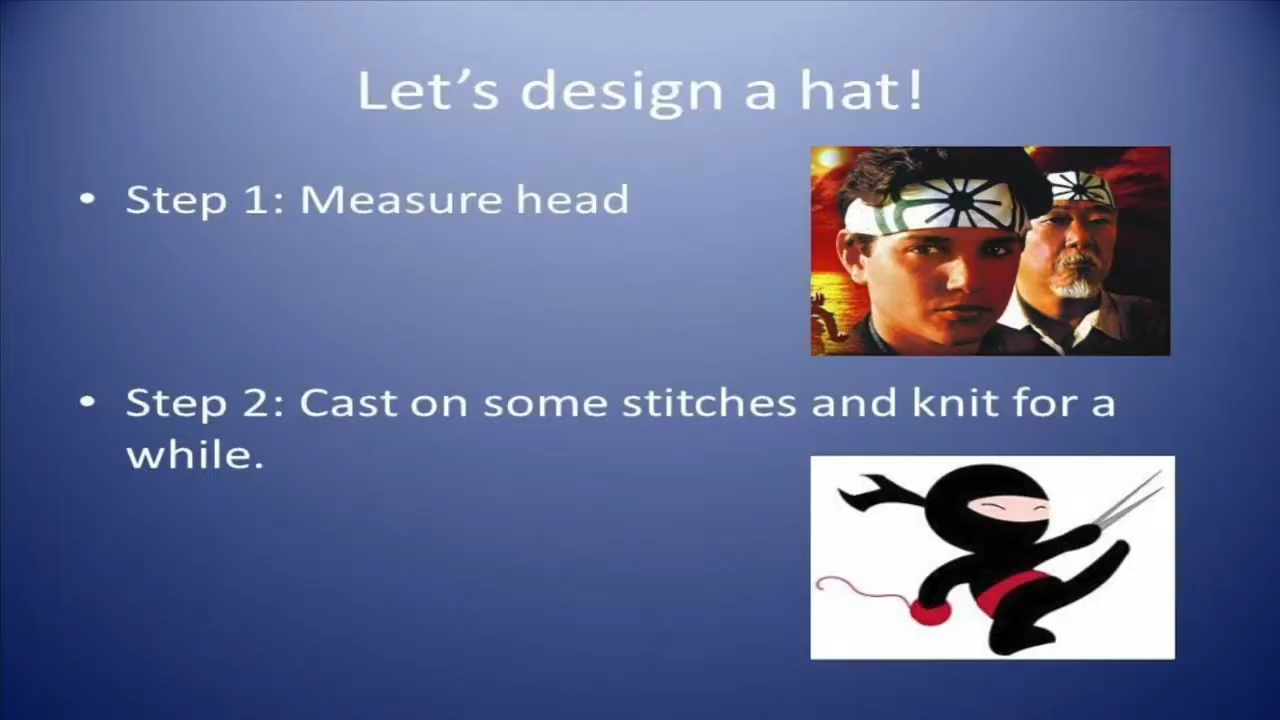 Let's design a hat!
• Step 1: Measure head
• Step 2: Cast on some stitches and knit for a
while.